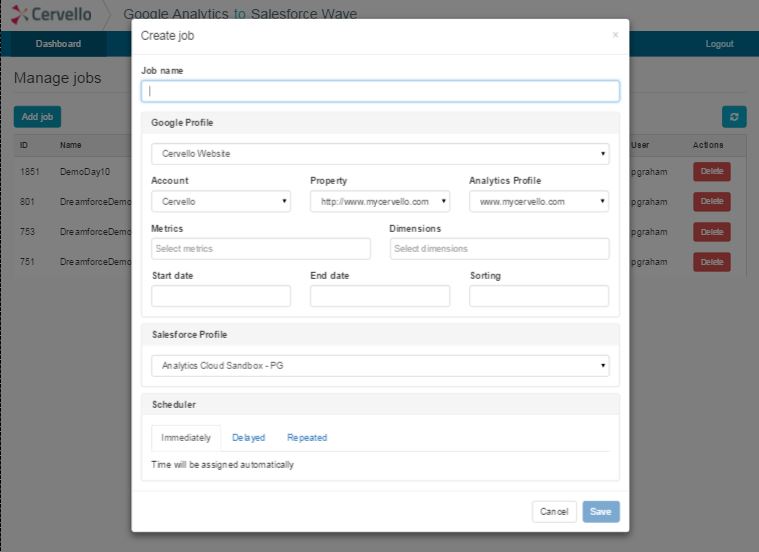 Cervello
Google Analytics to Salesforce Wave
Dashboard
Logout
Manage jobs
Add job
ID Name User Actions
1851 DemoDay10 pgraham Delete
801 DreamforceDemo pgraham Delete
753 DreamforceDemo pgraham Delete
751 DreamforceDemo pgraham Delete
Create job ×
Job name
Google Profile
Cervello Website
Account Property Analytics Profile
Cervello http://www.mycervello.com www.mycervello.com
Metrics Dimensions
Select metrics Select dimensions
Start date End date Sorting
Salesforce Profile
Analytics Cloud Sandbox - PG
Scheduler
Immediately Delayed Repeated
Time will be assigned automatically
Cancel Save